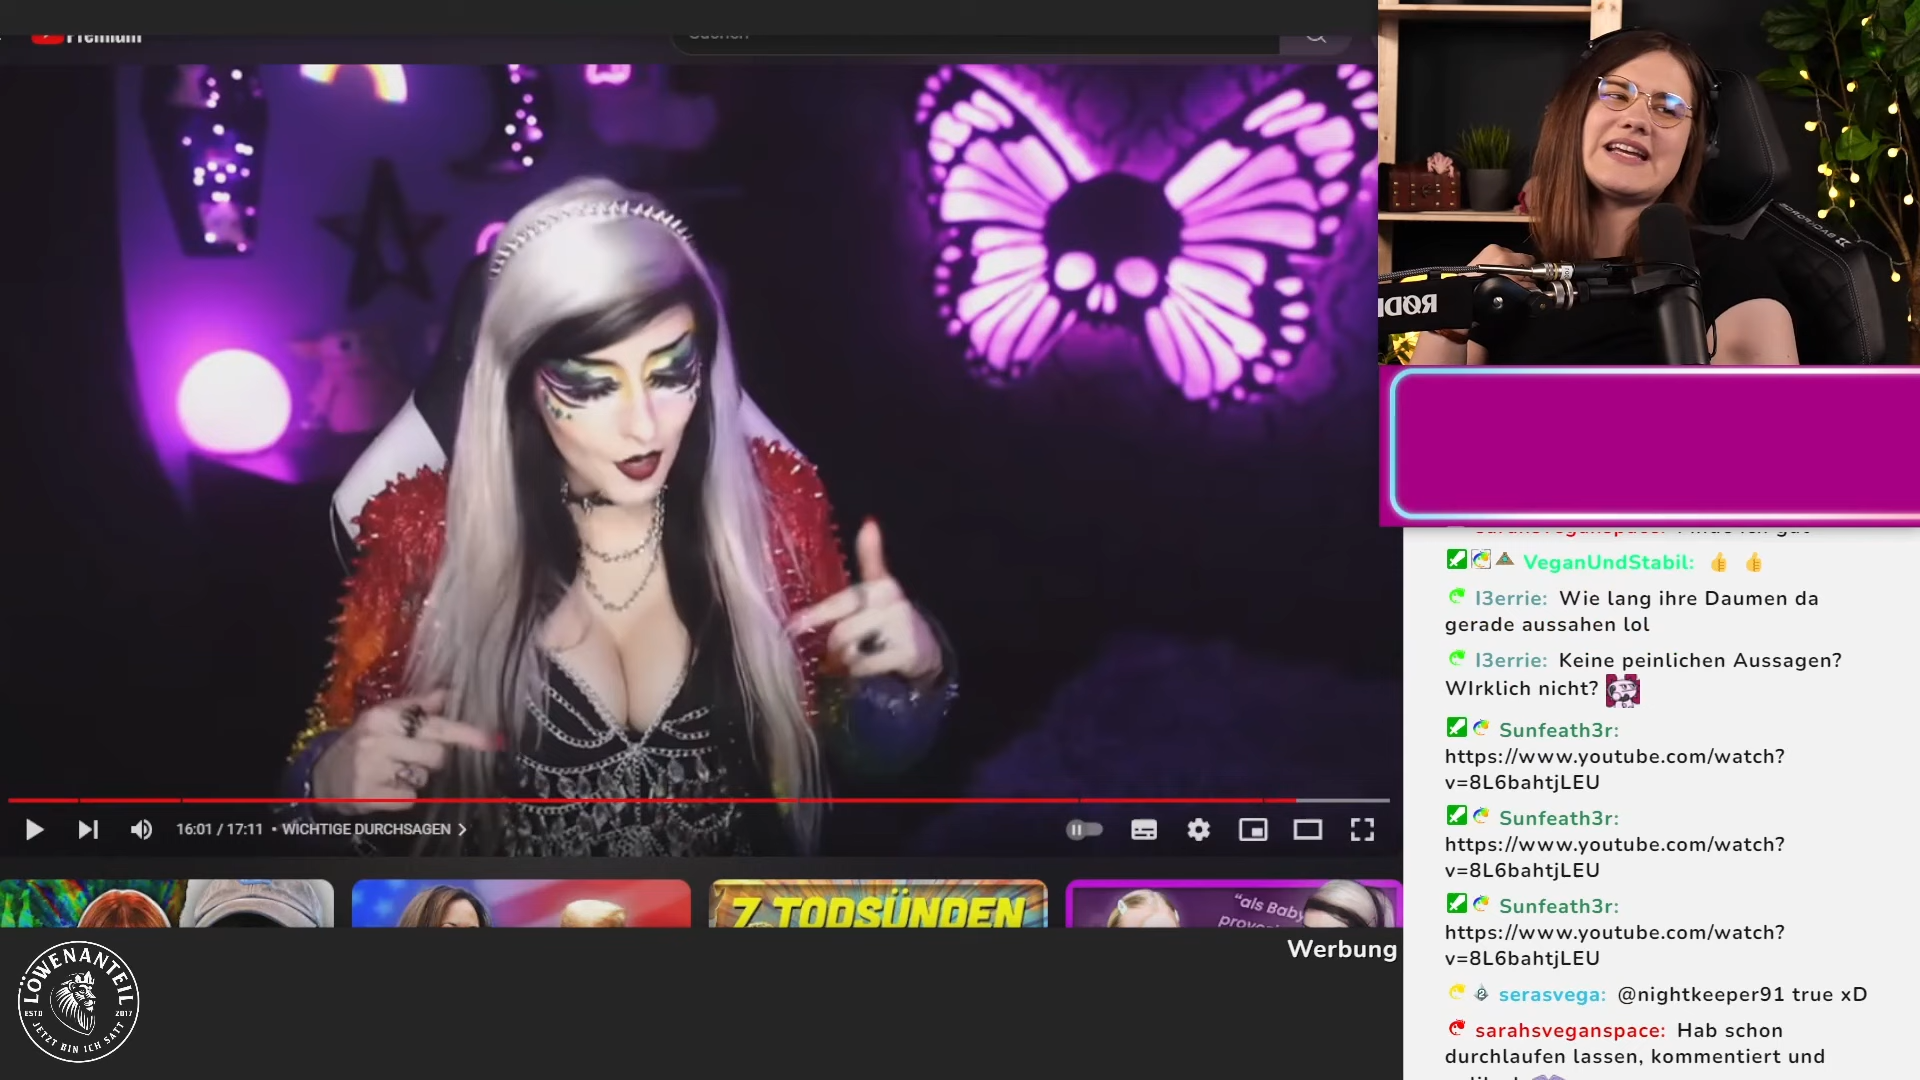 Premium
Suchen
RØDE
16:01 / 17:11 • WICHTIGE DURCHSAGEN
7 TODSÜNDEN
"als Baby
Werbung
LÖWENANTEIL
ESTD 2017
JETZT BIN ICH SATT
VeganUndStabil: 👍 👍
l3errie: Wie lang ihre Daumen da
gerade aussahen lol
l3errie: Keine peinlichen Aussagen?
WIrklich nicht?
Sunfeath3r:
https://www.youtube.com/watch?
v=8L6bahtjLEU
Sunfeath3r:
https://www.youtube.com/watch?
v=8L6bahtjLEU
Sunfeath3r:
https://www.youtube.com/watch?
v=8L6bahtjLEU
serasvega: @nightkeeper91 true xD
sarahsveganspace: Hab schon
durchlaufen lassen, kommentiert und